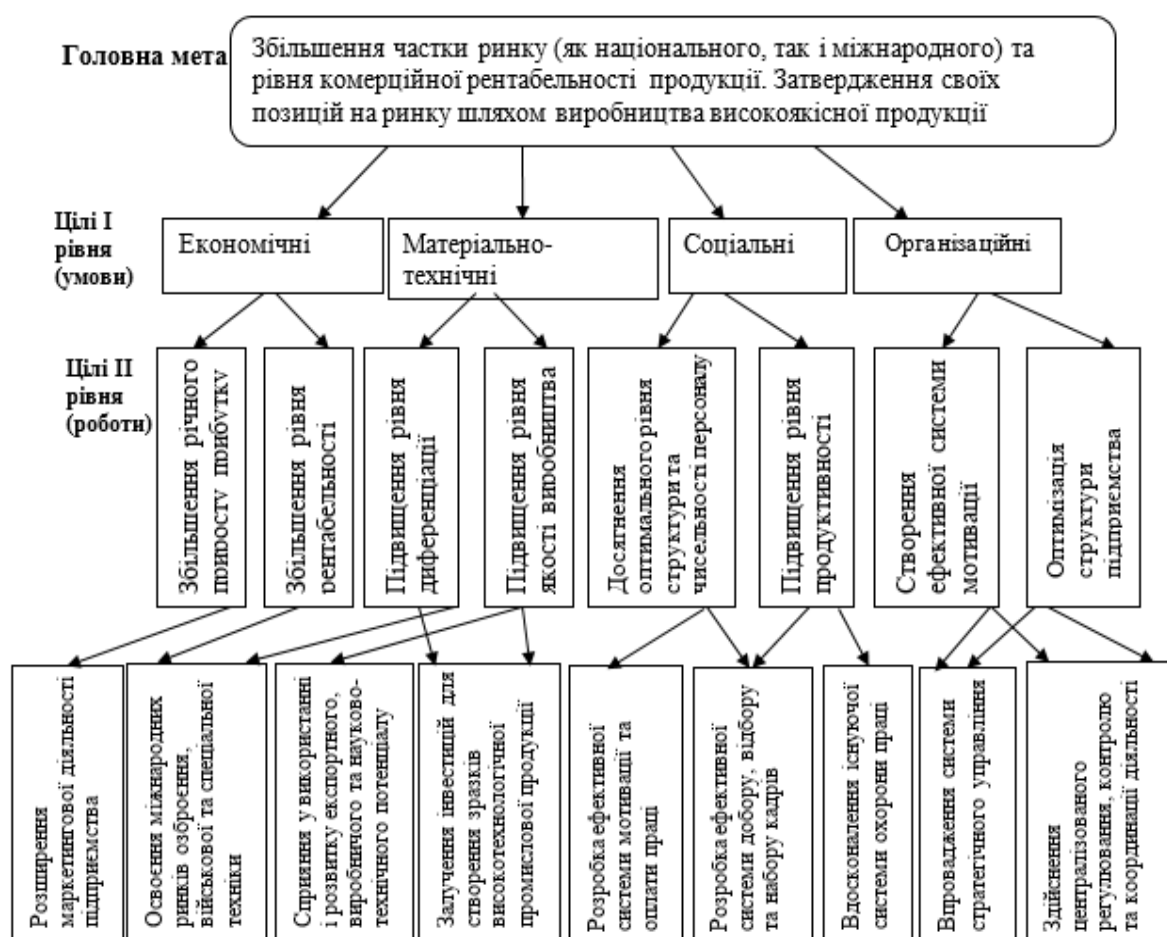 Головна мета
Збільшення частки ринку (як національного, так і міжнародного) та
рівня комерційної рентабельності продукції. Затвердження своїх
позицій на ринку шляхом виробництва високоякісної продукції
Цілі І
рівня
(умови)
Економічні
Матеріально-
технічні
Соціальні
Організаційні
Цілі ІІ
рівня
(роботи)
Збільшення річного
приросту прибутку
Збільшення рівня
рентабельності
Підвищення рівня
диференціації
Підвищення рівня
якості виробництва
Досягнення
оптимального рівня
структури та
чисельності персоналу
Підвищення рівня
продуктивності
Створення
ефективної системи
мотивації
Оптимізація
структури
підприємства
Розширення
маркетингової діяльності
підприємства
Освоєння міжнародних
ринків озброєння,
військової та спеціальної
техніки
Сприяння у використанні
і розвитку експортного,
виробничого та науково-
технічного потенціалу
Залучення інвестицій для
створення зразків
високотехнологічної
промислової продукції
Розробка ефективної
системи мотивації та
оплати праці
Розробка ефективної
системи добору, відбору
та набору кадрів
Вдосконалення існуючої
системи охорони праці
Впровадження системи
стратегічного управління
Здійснення
централізованого
регулювання, контролю
та координації діяльності